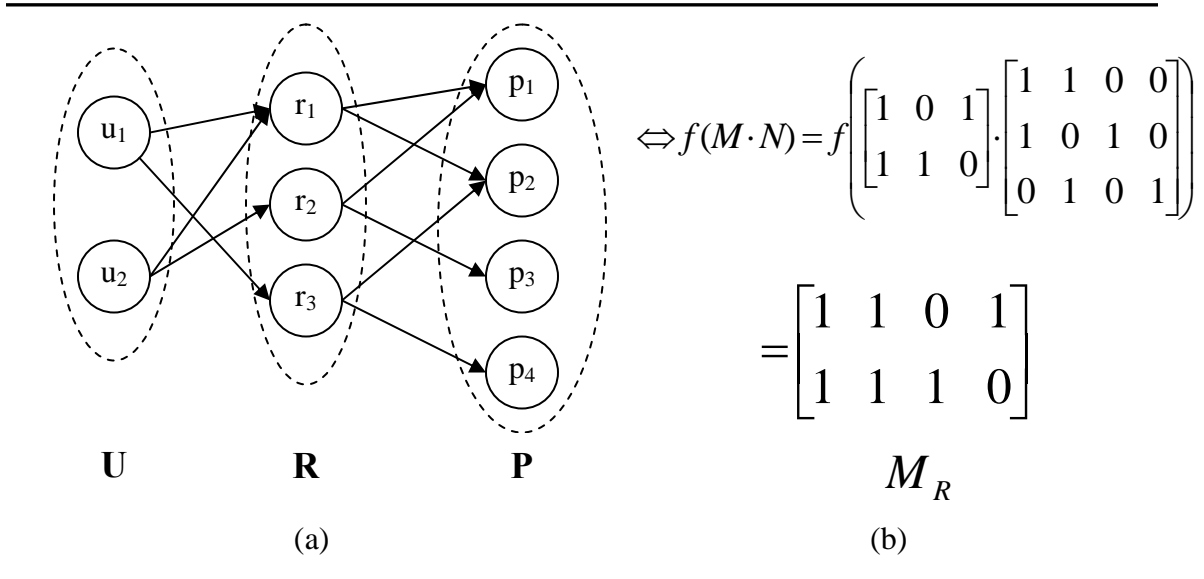 u₁
u₂
r₁
r₂
r₃
p₁
p₂
p₃
p₄
U R P
(a)
⇔ f(M·N) = f([1 0 1; 1 1 0]·[1 1 0 0; 1 0 1 0; 0 1 0 1])
= [1 1 0 1; 1 1 1 0]
M_R
(b)